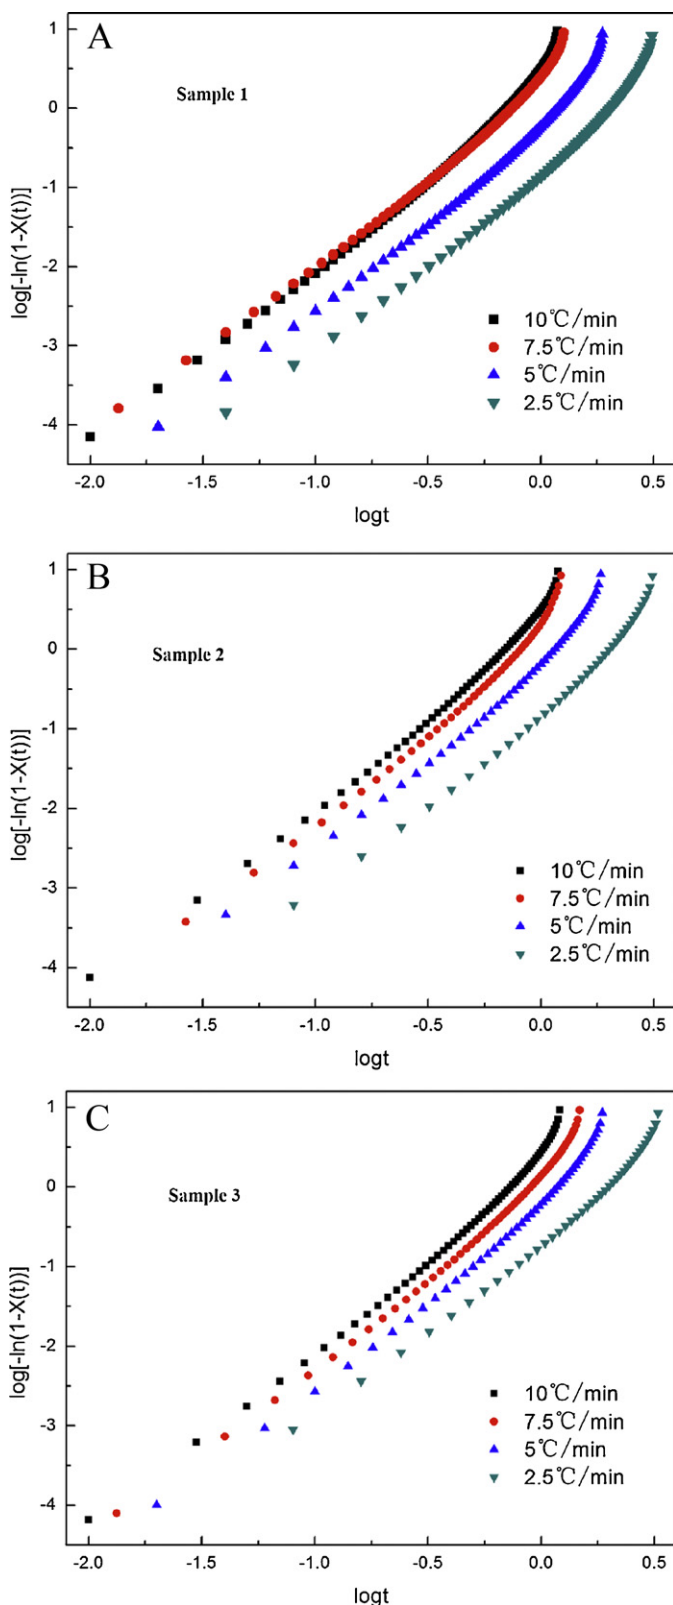 A
Sample 1
log[-ln(1-X(t))]
1
0
-1
-2
-3
-4
10℃/min
7.5℃/min
5℃/min
2.5℃/min
-2.0 -1.5 -1.0 -0.5 0.0 0.5
logt
B
Sample 2
log[-ln(1-X(t))]
1
0
-1
-2
-3
-4
10℃/min
7.5℃/min
5℃/min
2.5℃/min
-2.0 -1.5 -1.0 -0.5 0.0 0.5
logt
C
Sample 3
log[-ln(1-X(t))]
1
0
-1
-2
-3
-4
10℃/min
7.5℃/min
5℃/min
2.5℃/min
-2.0 -1.5 -1.0 -0.5 0.0 0.5
logt